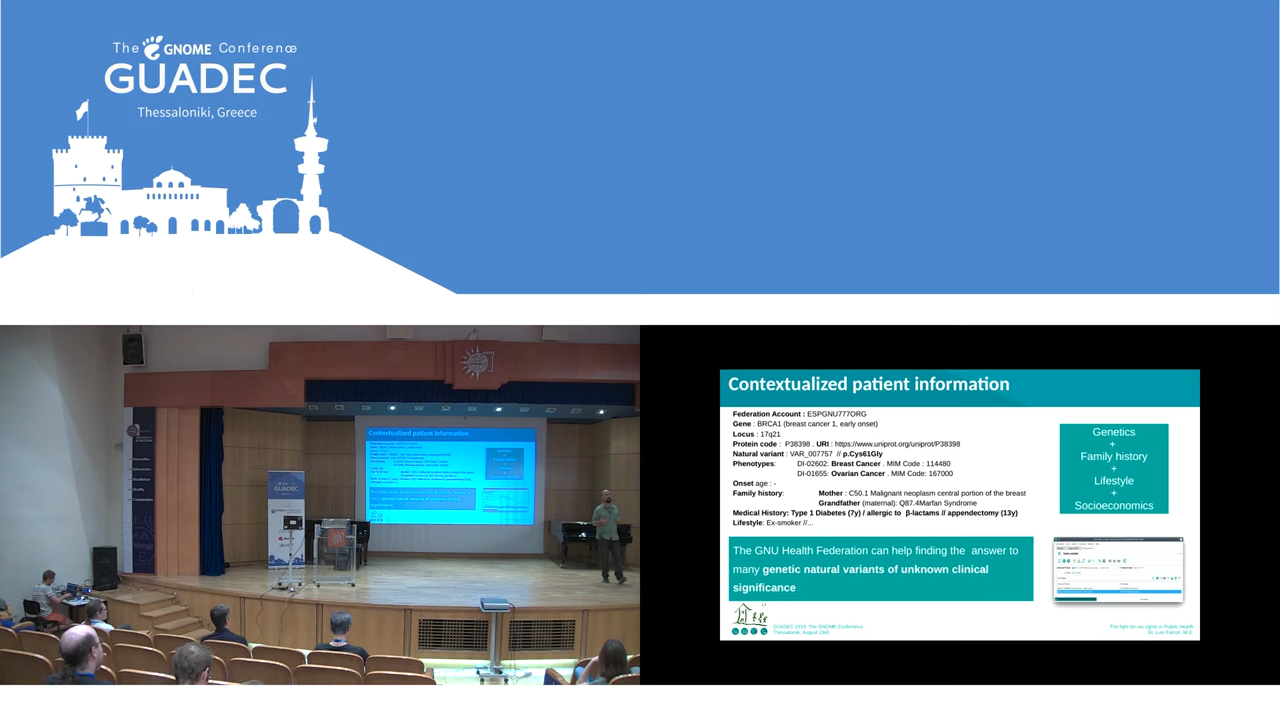 The GNOME Conference
GUADEC
Thessaloniki, Greece
Contextualized patient information
GUADEC
Contextualized patient information
Federation Account : ESPGNU777ORG
Gene : BRCA1 (breast cancer 1, early onset)
Locus : 17q21
Protein code : P38398 . URI : https://www.uniprot.org/uniprot/P38398
Natural variant : VAR_007757 // p.Cys61Gly
Phenotypes: DI-02602: Breast Cancer . MIM Code : 114480
DI-01655: Ovarian Cancer . MIM Code: 167000
Onset age : -
Family history: Mother : C50.1 Malignant neoplasm central portion of the breast
Grandfather (maternal): Q87.4Marfan Syndrome
Medical History: Type 1 Diabetes (7y) / allergic to β-lactams // appendectomy (13y)
Lifestyle: Ex-smoker //...
Genetics
+
Family history
+
Lifestyle
+
Socioeconomics
The GNU Health Federation can help finding the answer to
many genetic natural variants of unknown clinical
significance
GUADEC 2019: The GNOME Conference
Thessaloniki, August 23rd
The fight for our rights in Public Health
Dr. Luis Falcon, M.D.